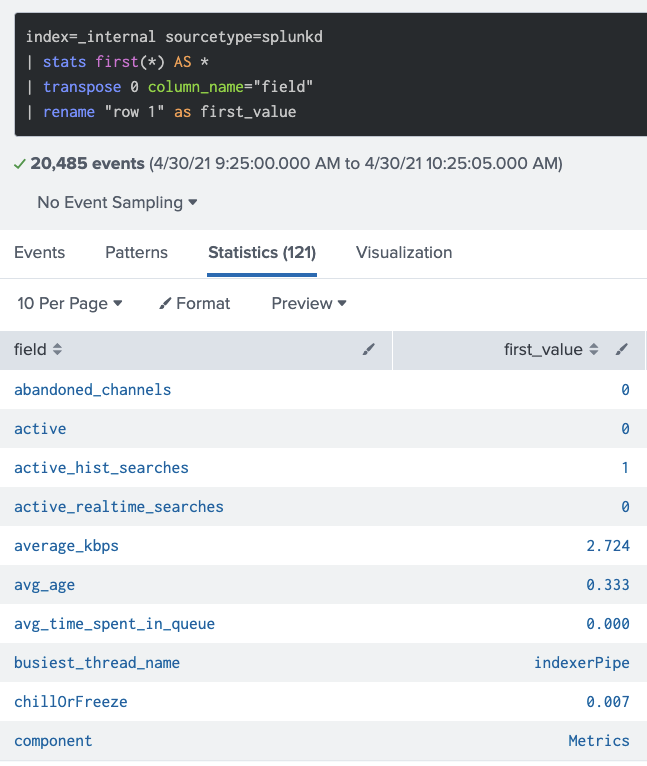 index=_internal sourcetype=splunkd
| stats first(*) AS *
| transpose 0 column_name="field"
| rename "row 1" as first_value
20,485 events (4/30/21 9:25:00.000 AM to 4/30/21 10:25:05.000 AM)
No Event Sampling
Events Patterns Statistics (121) Visualization
10 Per Page Format Preview
field first_value
abandoned_channels 0
active 0
active_hist_searches 1
active_realtime_searches 0
average_kbps 2.724
avg_age 0.333
avg_time_spent_in_queue 0.000
busiest_thread_name indexerPipe
chillOrFreeze 0.007
component Metrics